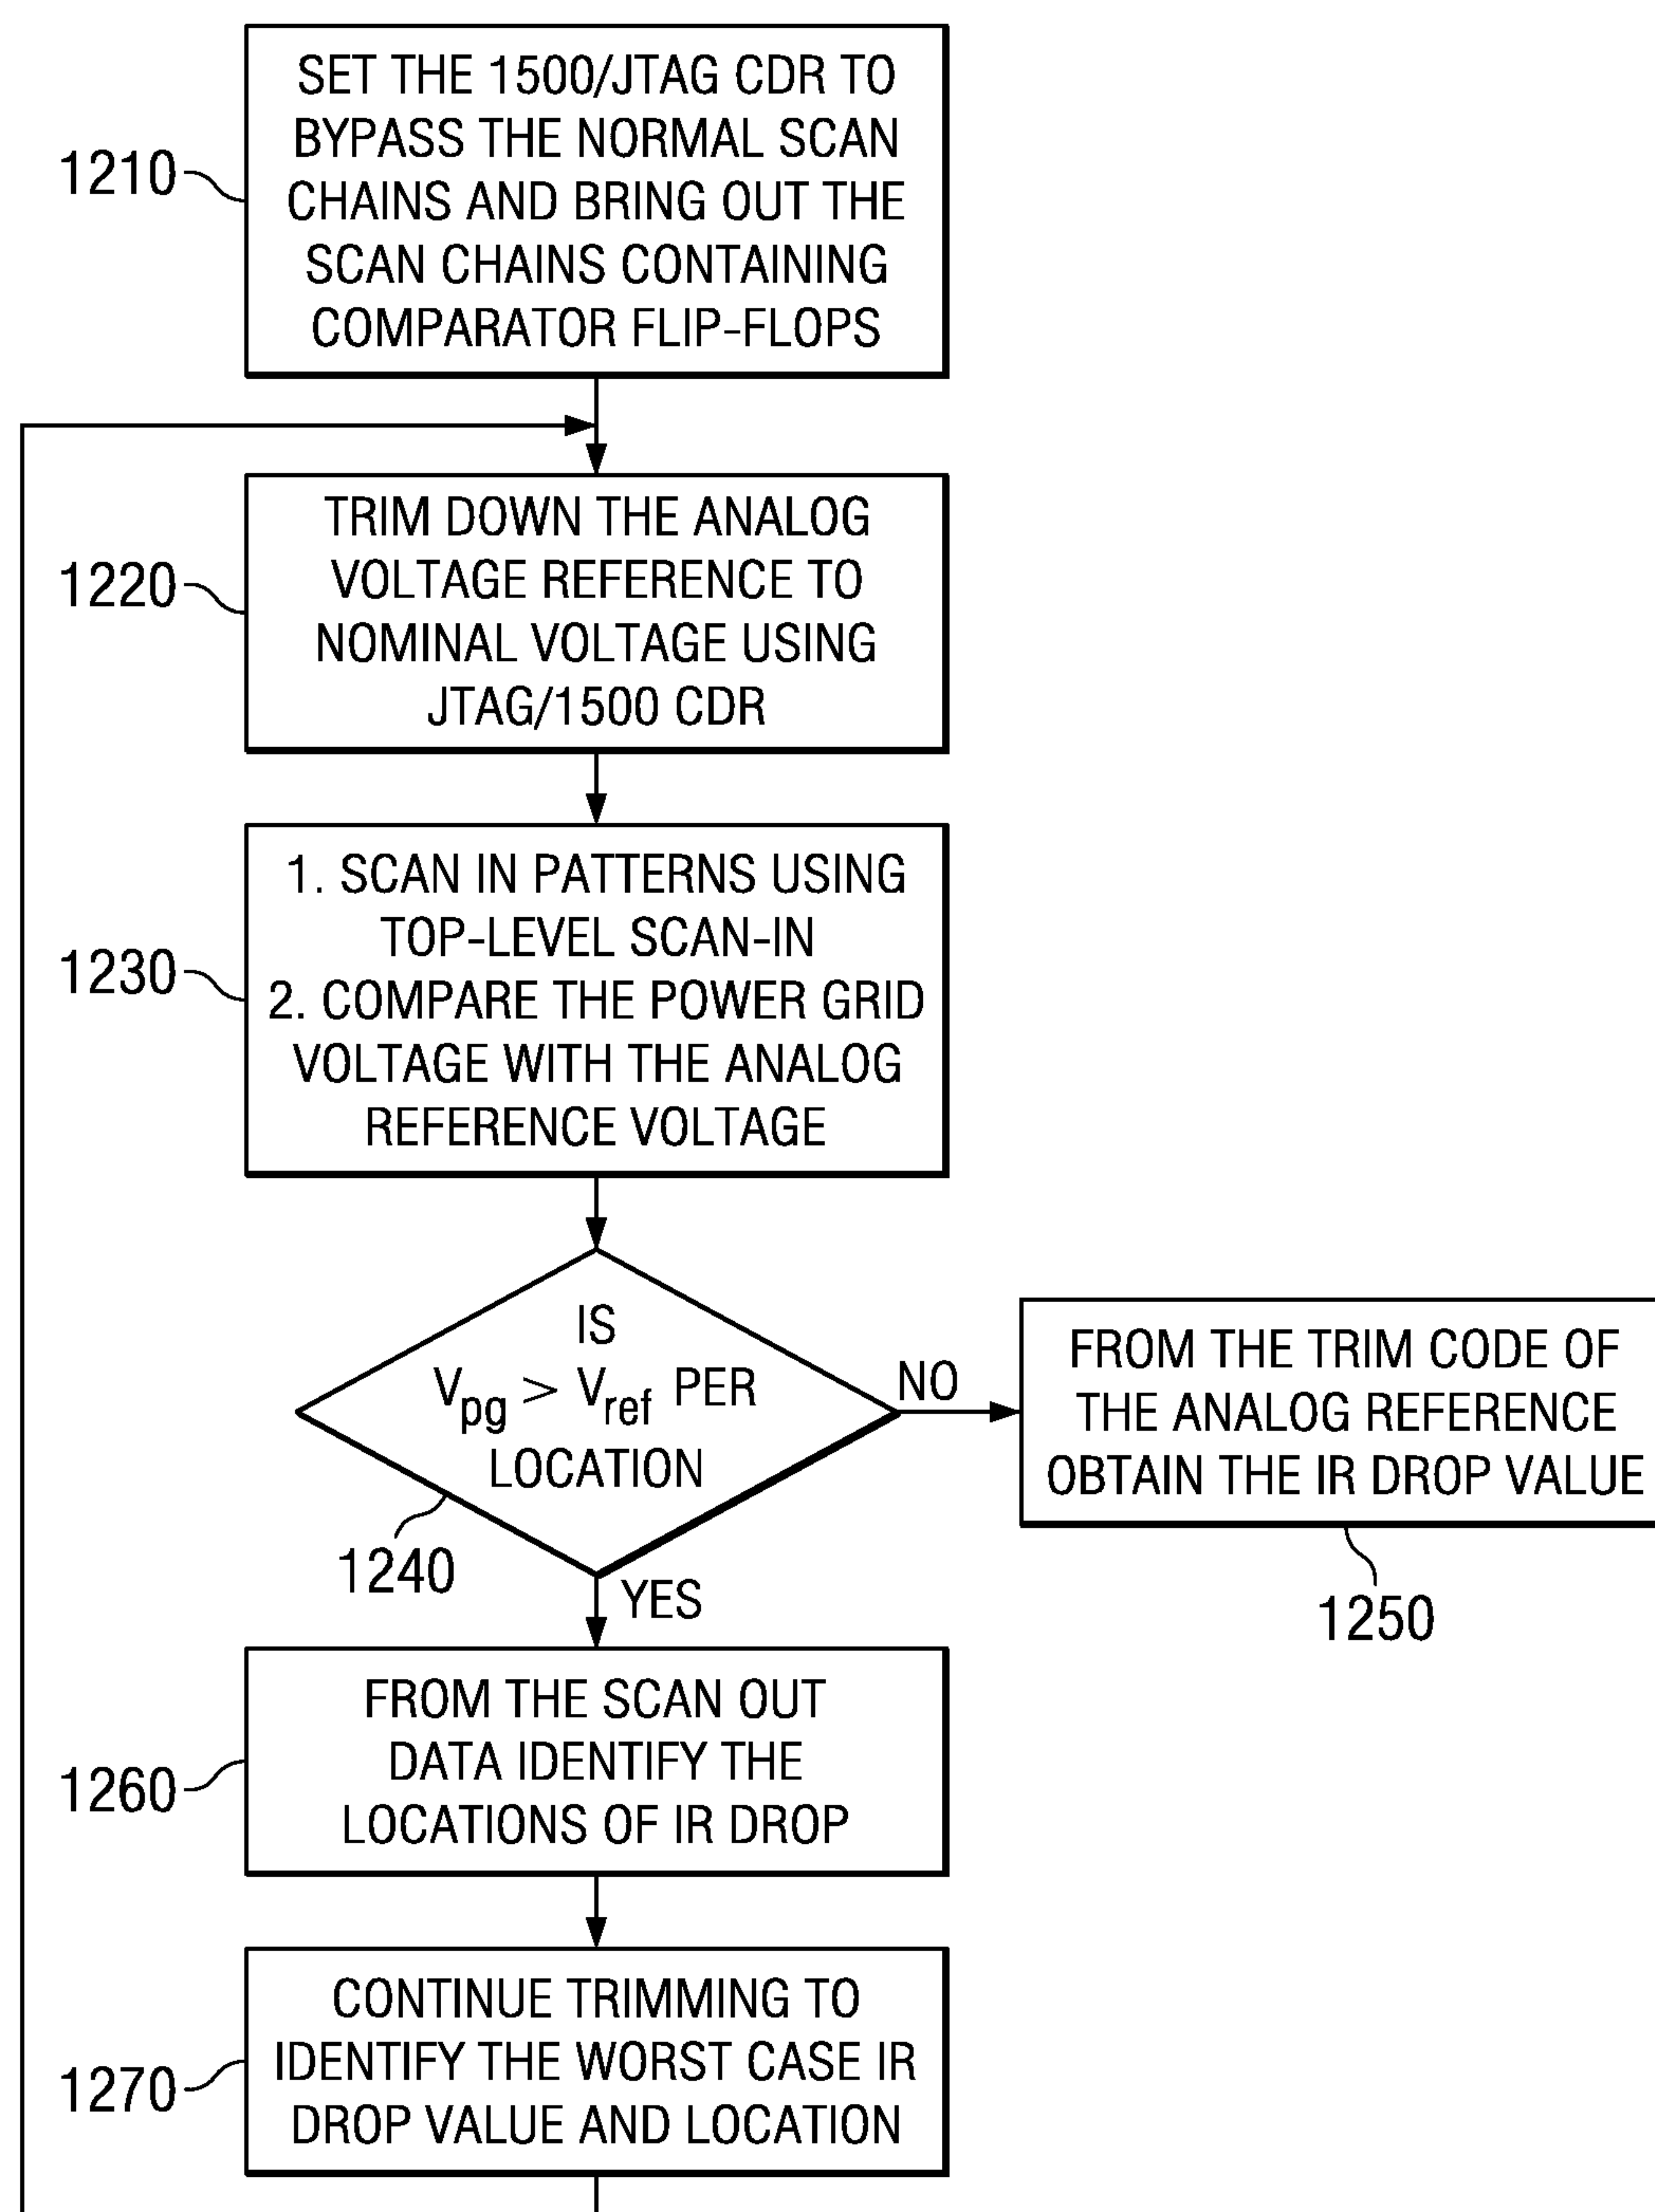 SET THE 1500/JTAG CDR TO
BYPASS THE NORMAL SCAN
CHAINS AND BRING OUT THE
SCAN CHAINS CONTAINING
COMPARATOR FLIP-FLOPS
1210
TRIM DOWN THE ANALOG
VOLTAGE REFERENCE TO
NOMINAL VOLTAGE USING
JTAG/1500 CDR
1220
1. SCAN IN PATTERNS USING
TOP-LEVEL SCAN-IN
2. COMPARE THE POWER GRID
VOLTAGE WITH THE ANALOG
REFERENCE VOLTAGE
1230
IS
Vpg > Vref PER
LOCATION
1240
NO
FROM THE TRIM CODE OF
THE ANALOG REFERENCE
OBTAIN THE IR DROP VALUE
1250
YES
FROM THE SCAN OUT
DATA IDENTIFY THE
LOCATIONS OF IR DROP
1260
CONTINUE TRIMMING TO
IDENTIFY THE WORST CASE IR
DROP VALUE AND LOCATION
1270